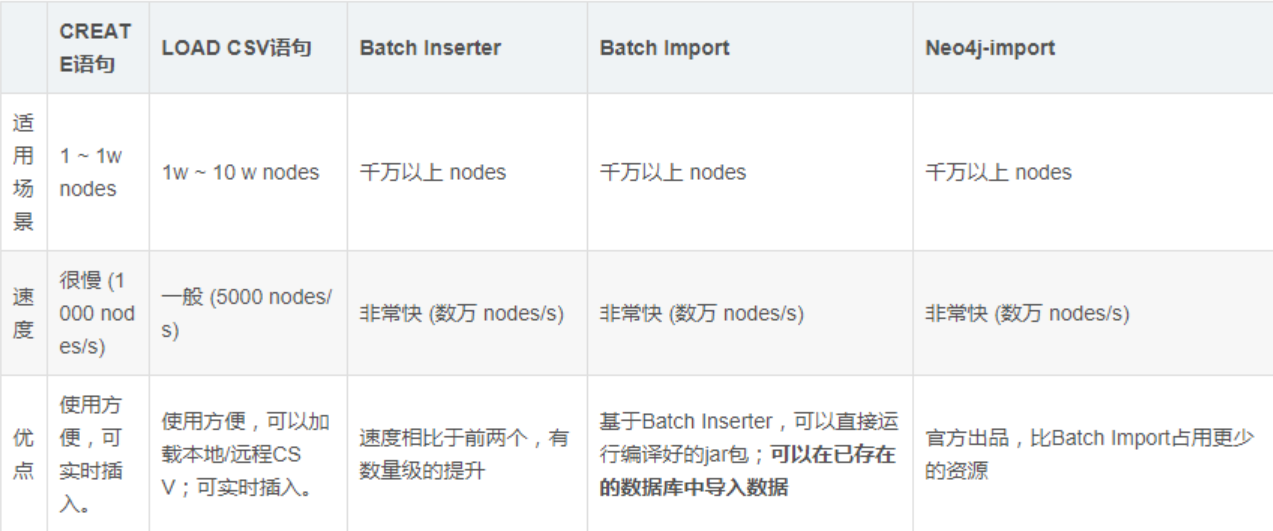 CREAT
E语句
LOAD CSV语句
Batch Inserter
Batch Import
Neo4j-import
适
用
场
景
1 ~ 1w
nodes
1w ~ 10 w nodes
千万以上 nodes
千万以上 nodes
千万以上 nodes
速
度
很慢 (1
000 nod
es/s)
一般 (5000 nodes/
s)
非常快 (数万 nodes/s)
非常快 (数万 nodes/s)
非常快 (数万 nodes/s)
优
点
使用方
便，可
实时插
入。
使用方便，可以加
载本地/远程CS
V；可实时插入。
速度相比于前两个，有
数量级的提升
基于Batch Inserter，可以直接运
行编译好的jar包；可以在已存在
的数据库中导入数据
官方出品，比Batch Import占用更少
的资源